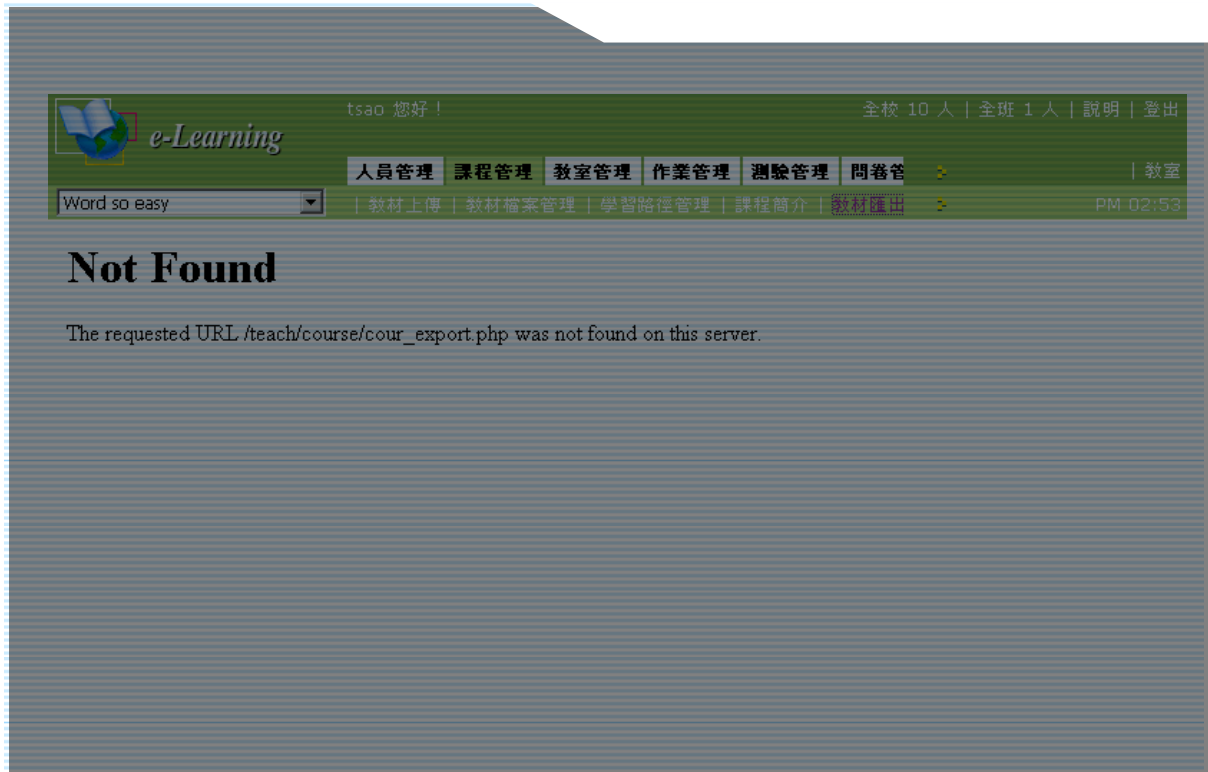 tsao 您好！
全校 10 人 | 全班 1 人 | 說明 | 登出
e-Learning
人員管理 課程管理 教室管理 作業管理 測驗管理 問卷管
| 教室
Word so easy
| 教材上傳 | 教材檔案管理 | 學習路徑管理 | 課程簡介 | 教材匯出
PM 02:53
Not Found
The requested URL /teach/course/cour_export.php was not found on this server.